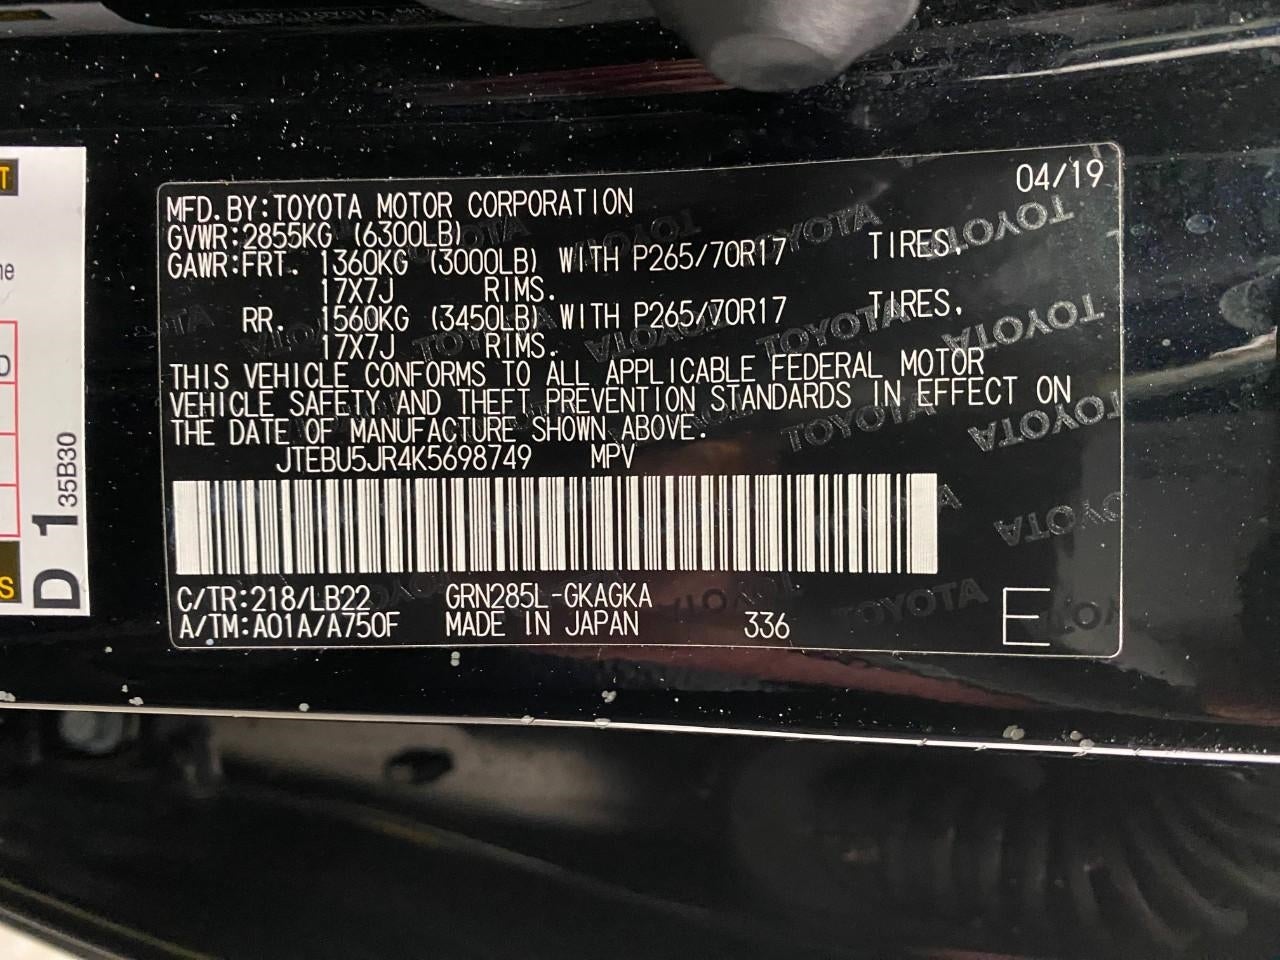 04/19
MFD.BY:TOYOTA MOTOR CORPORATION
GVWR:2855KG (6300LB)
GAWR:FRT. 1360KG (3000LB) WITH P265/70R17 TIRES,
17X7J RIMS.
RR. 1560KG (3450LB) WITH P265/70R17 TIRES,
17X7J RIMS.
THIS VEHICLE CONFORMS TO ALL APPLICABLE FEDERAL MOTOR
VEHICLE SAFETY AND THEFT PREVENTION STANDARDS IN EFFECT ON
THE DATE OF MANUFACTURE SHOWN ABOVE.
JTEBU5JR4K5698749 MPV
C/TR:218/LB22 GRN285L-GKAGKA
A/TM:A01A/A750F MADE IN JAPAN 336 E
D 1 35B30